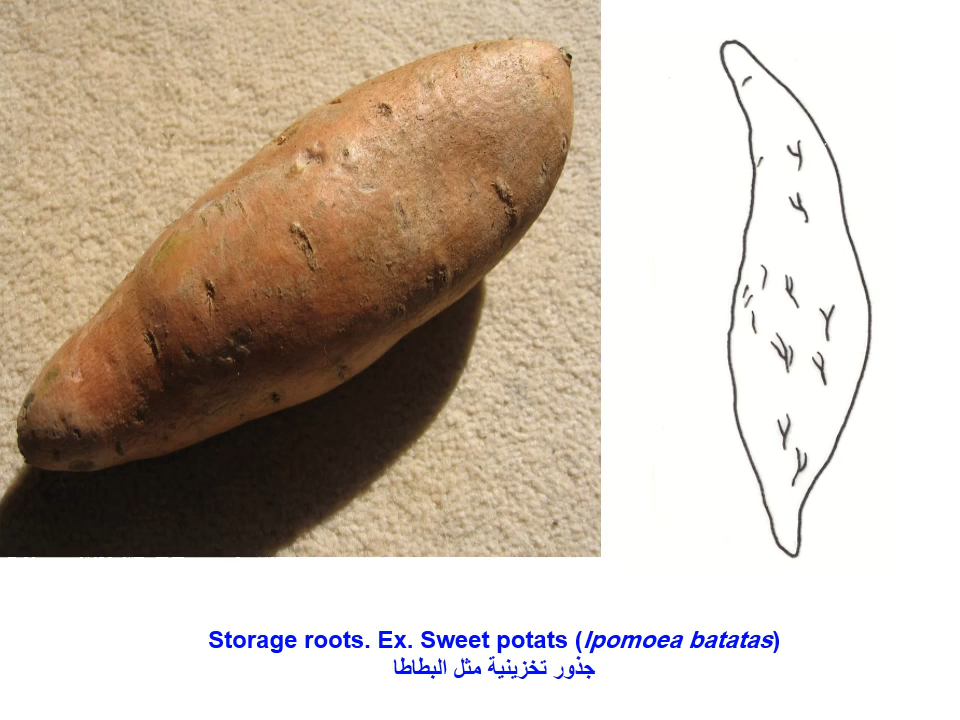 Storage roots. Ex. Sweet potats (Ipomoea batatas)
جذور تخزينية مثل البطاطا